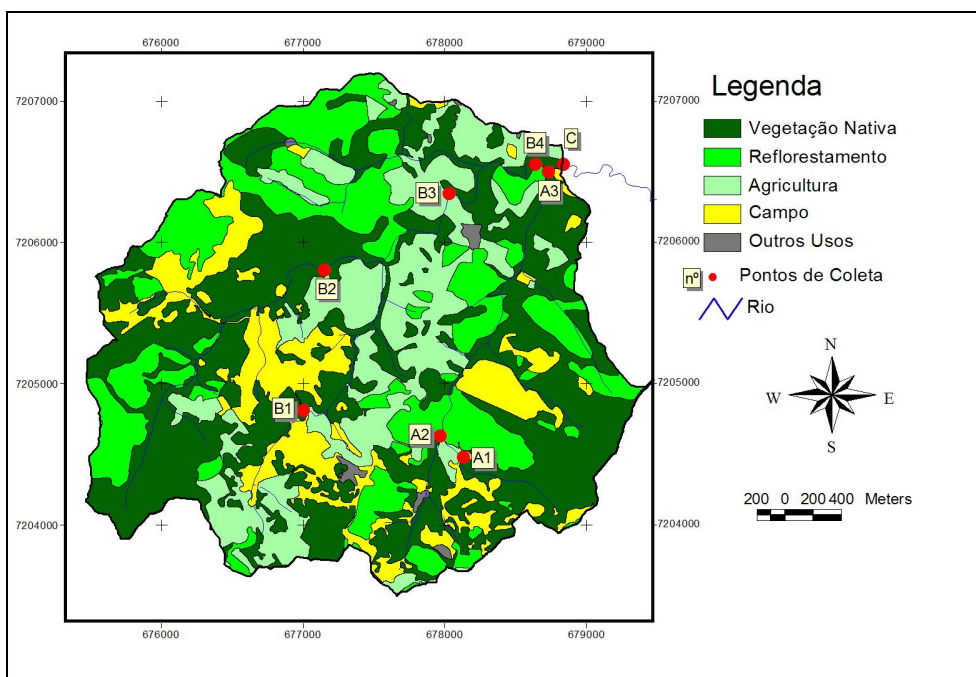 676000 677000 678000 679000
7207000 7207000
7206000 7206000
7205000 7205000
7204000 7204000
676000 677000 678000 679000
B4 C
B3 A3
B2
B1
A2
A1
Legenda
Vegetação Nativa
Reflorestamento
Agricultura
Campo
Outros Usos
nº Pontos de Coleta
Rio
N
W E
S
200 0 200 400 Meters